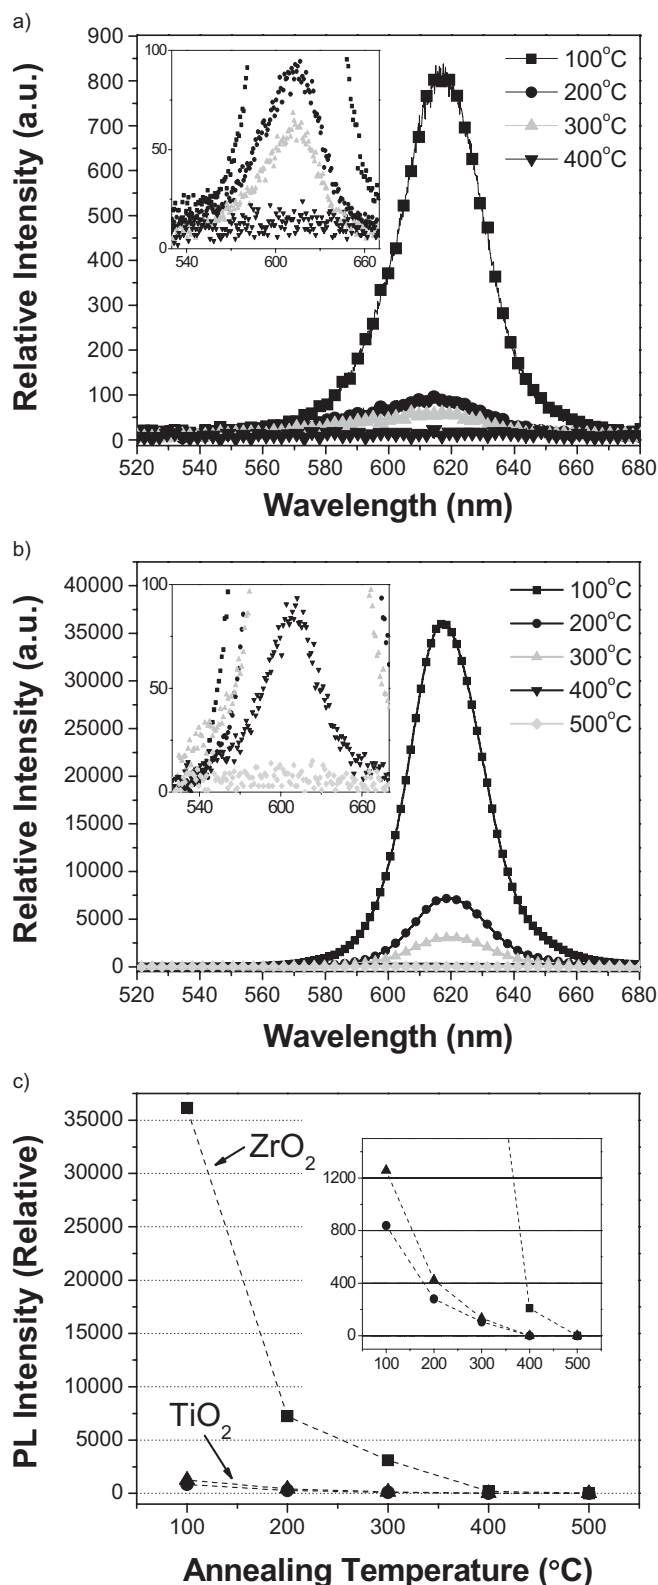 a)
Relative Intensity (a.u.)
900
800
700
600
500
400
300
200
100
0
100
50
0
540 600 660
100°C
200°C
300°C
400°C
520 540 560 580 600 620 640 660 680
Wavelength (nm)
b)
Relative Intensity (a.u.)
40000
35000
30000
25000
20000
15000
10000
5000
0
100
50
0
540 600 660
100°C
200°C
300°C
400°C
500°C
520 540 560 580 600 620 640 660 680
Wavelength (nm)
c)
PL Intensity (Relative)
35000
30000
25000
20000
15000
10000
5000
0
ZrO₂
TiO₂
1200
800
400
0
100 200 300 400 500
100 200 300 400 500
Annealing Temperature (°C)